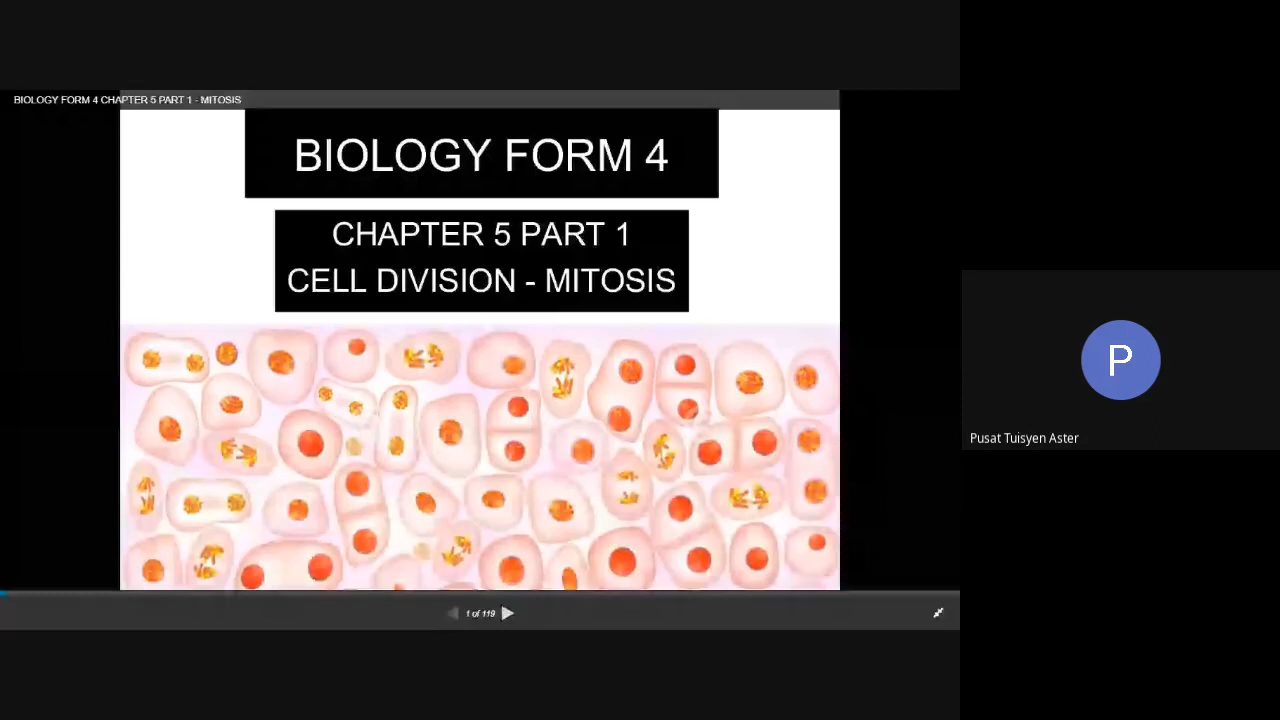 BIOLOGY FORM 4 CHAPTER 5 PART 1 - MITOSIS
BIOLOGY FORM 4
CHAPTER 5 PART 1
CELL DIVISION - MITOSIS
P
Pusat Tuisyen Aster
1 of 119